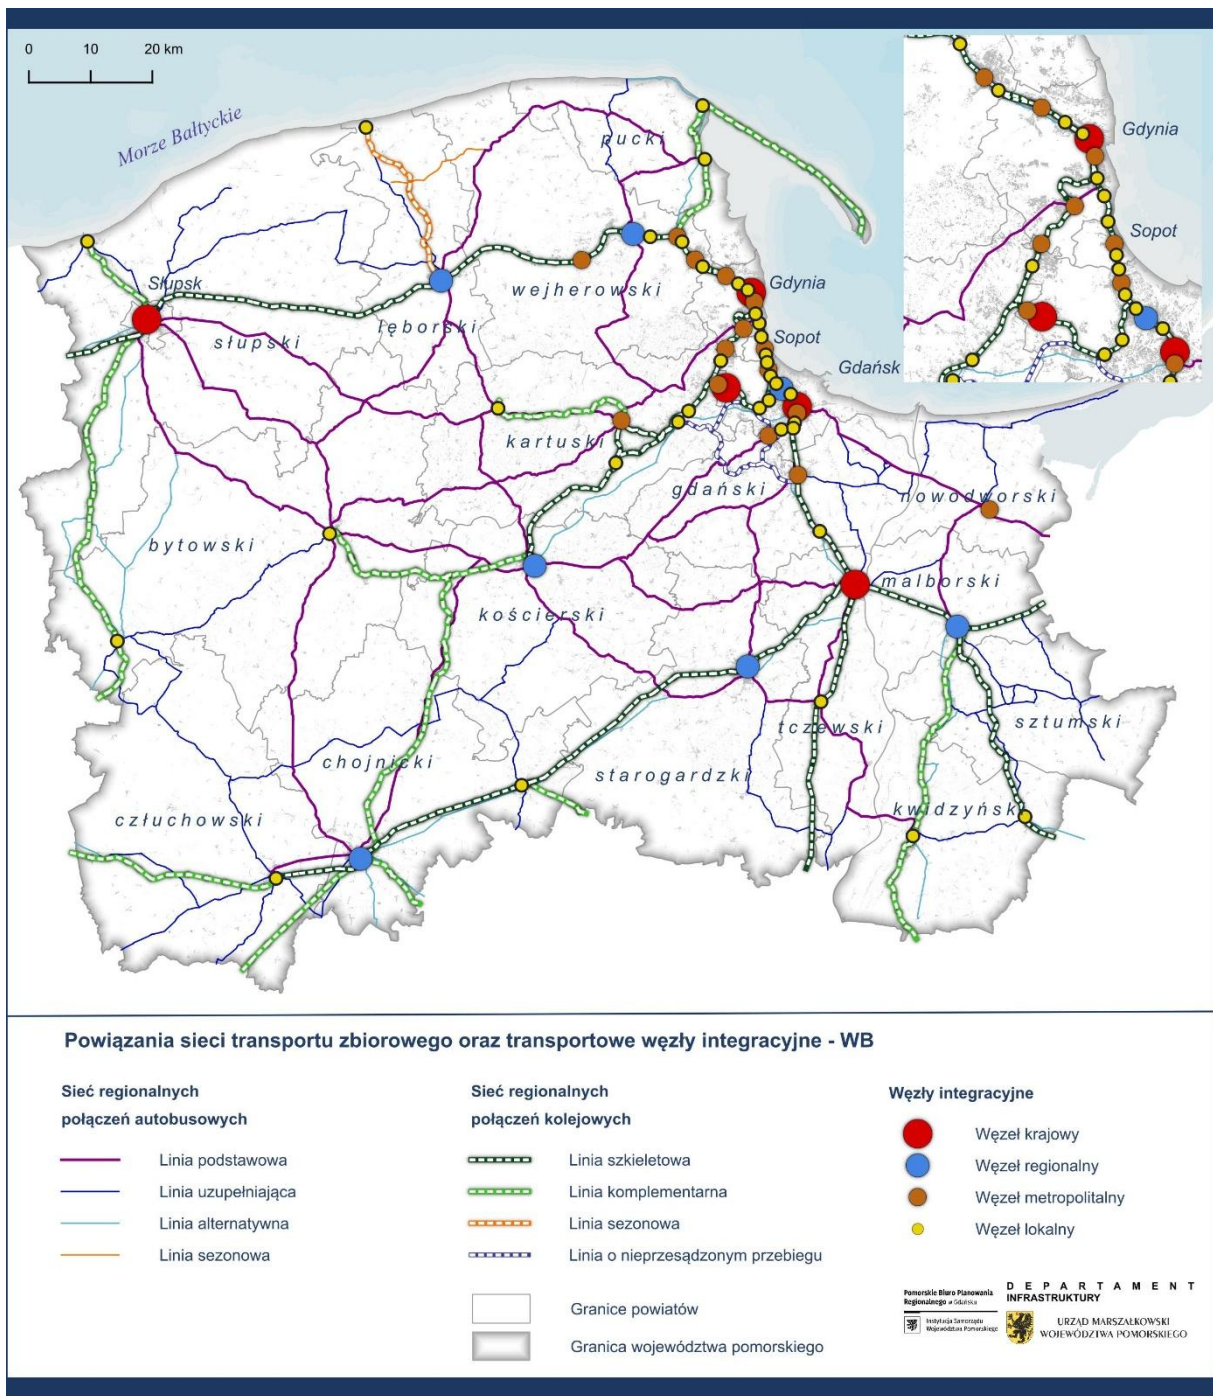 0 10 20 km
Morze Bałtyckie
Gdynia
Sopot
pucki
Słupsk
Gdynia
wejherowski
lęborski
słupski
Sopot
Gdańsk
kartuski
gdański
nowodworski
bytowski
malborski
kościerski
tczewski
sztumski
chojnicki
starogardzki
człuchowski
kwidzyński
Powiązania sieci transportu zbiorowego oraz transportowe węzły integracyjne - WB
Sieć regionalnych
połączeń autobusowych
Linia podstawowa
Linia uzupełniająca
Linia alternatywna
Linia sezonowa
Sieć regionalnych
połączeń kolejowych
Linia szkieletowa
Linia komplementarna
Linia sezonowa
Linia o nieprzesądzonym przebiegu
Granice powiatów
Granica województwa pomorskiego
Węzły integracyjne
Węzeł krajowy
Węzeł regionalny
Węzeł metropolitalny
Węzeł lokalny
Pomorskie Biuro Planowania
Regionalnego w Gdańsku
Instytucja Samorządu
Województwa Pomorskiego
DEPARTAMENT
INFRASTRUKTURY
URZĄD MARSZAŁKOWSKI
WOJEWÓDZTWA POMORSKIEGO